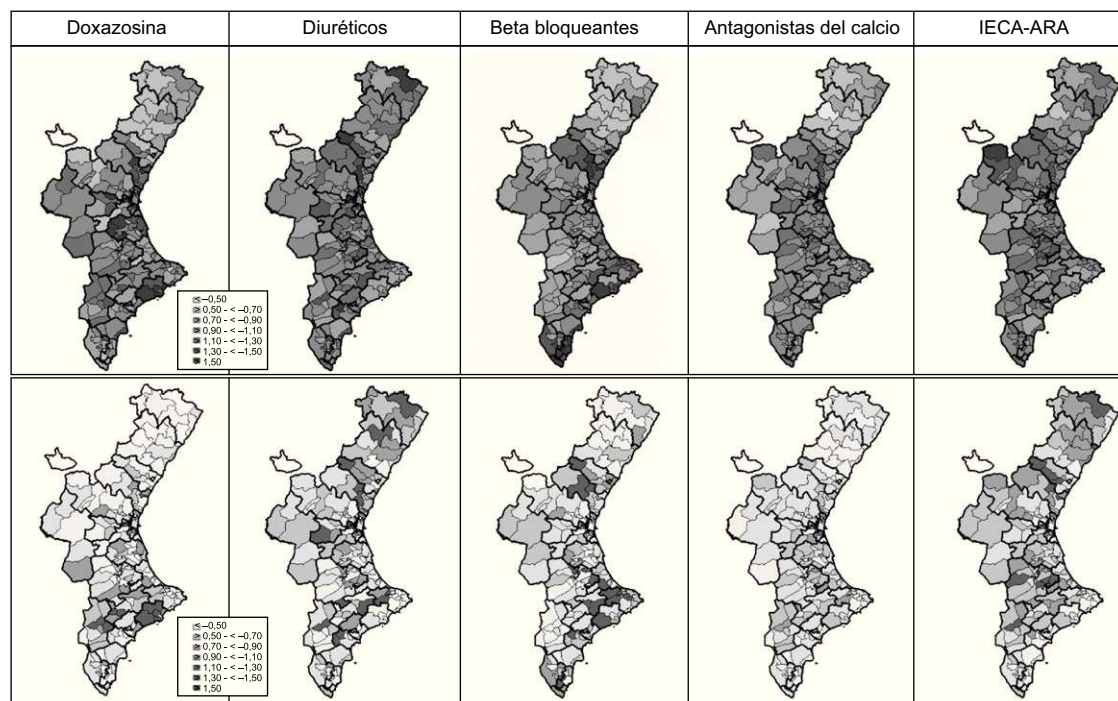 Doxazosina
Diuréticos
Beta bloqueantes
Antagonistas del calcio
IECA-ARA
–0,50
0,50 - < –0,70
0,70 - < –0,90
0,90 - < –1,10
1,10 - < –1,30
1,30 - < –1,50
1,50
–0,50
0,50 - < –0,70
0,70 - < –0,90
0,90 - < –1,10
1,10 - < –1,30
1,30 - < –1,50
1,50